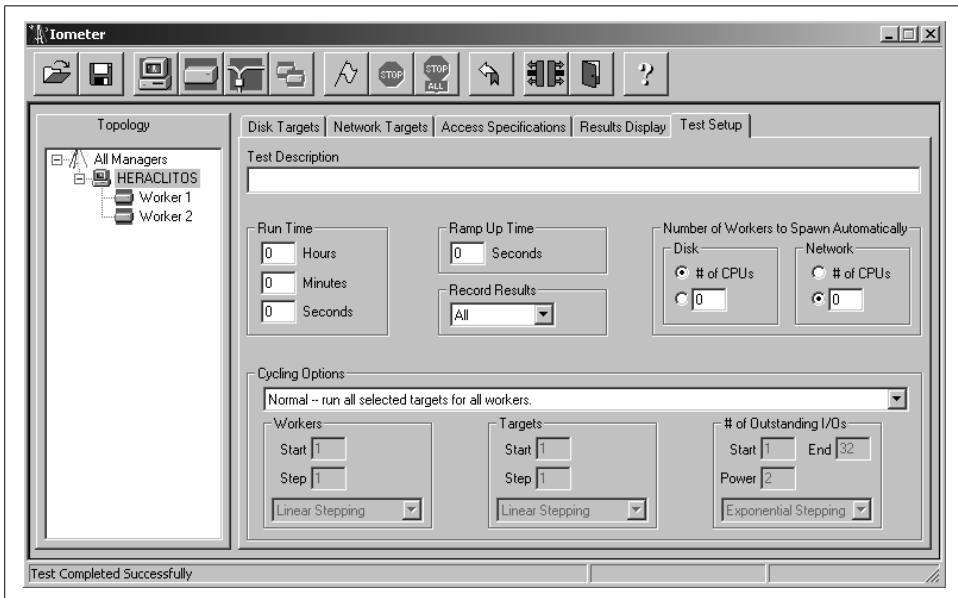 Iometer
STOP
STOP ALL
?
Topology
All Managers
HERACLITOS
Worker 1
Worker 2
Disk Targets
Network Targets
Access Specifications
Results Display
Test Setup
Test Description
Run Time
0 Hours
0 Minutes
0 Seconds
Ramp Up Time
0 Seconds
Record Results
All
Number of Workers to Spawn Automatically
Disk
# of CPUs
0
Network
# of CPUs
0
Cycling Options
Normal -- run all selected targets for all workers.
Workers
Start 1
Step 1
Linear Stepping
Targets
Start 1
Step 1
Linear Stepping
# of Outstanding I/Os
Start 1 End 32
Power 2
Exponential Stepping
Test Completed Successfully